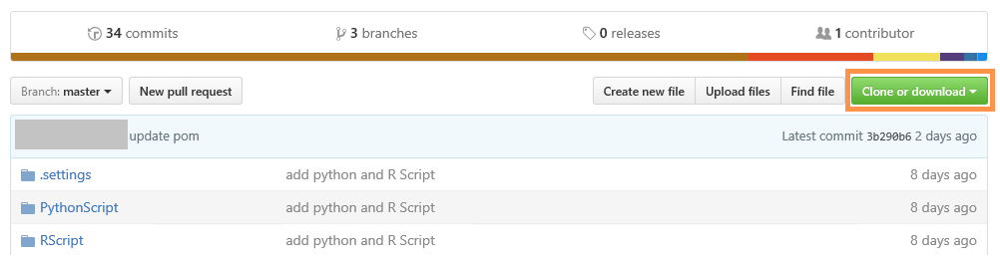 34 commits 3 branches 0 releases 1 contributor
Branch: master New pull request Create new file Upload files Find file Clone or download
update pom Latest commit 3b290b6 2 days ago
.settings add python and R Script 8 days ago
PythonScript add python and R Script 8 days ago
RScript add python and R Script 8 days ago